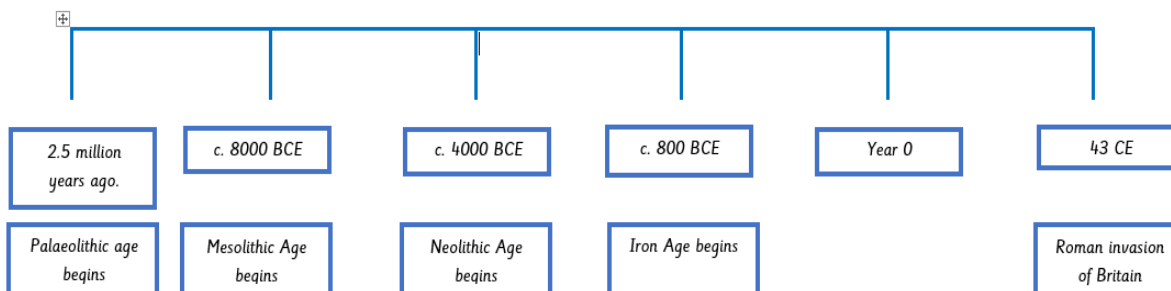 2.5 million
years ago.
c. 8000 BCE
c. 4000 BCE
c. 800 BCE
Year 0
43 CE
Palaeolithic age
begins
Mesolithic Age
begins
Neolithic Age
begins
Iron Age begins
Roman invasion
of Britain